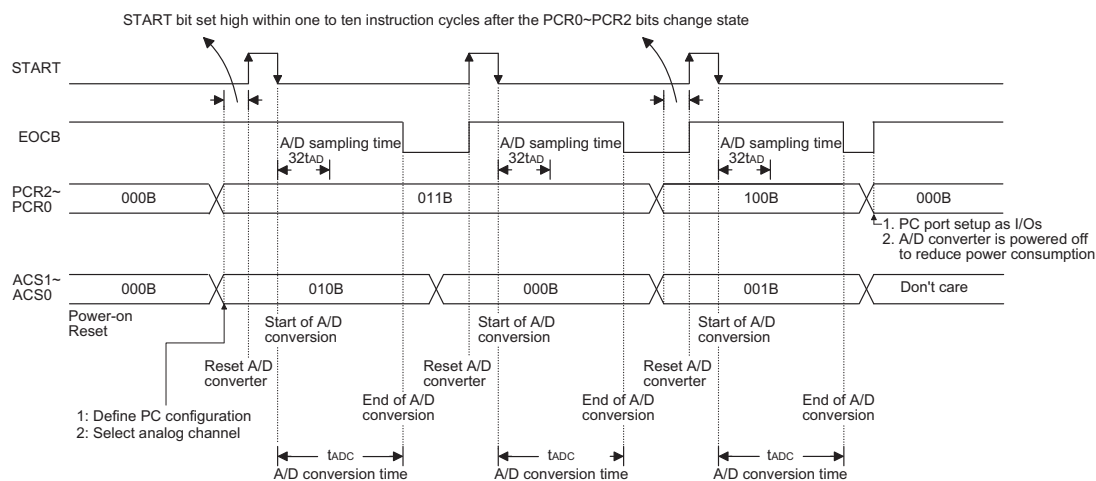 START bit set high within one to ten instruction cycles after the PCR0~PCR2 bits change state
START
EOCB
A/D sampling time
32tAD
A/D sampling time
32tAD
A/D sampling time
32tAD
PCR2~
PCR0
000B
011B
100B
000B
1. PC port setup as I/Os
2. A/D converter is powered off
to reduce power consumption
ACS1~
ACS0
000B
010B
000B
001B
Don't care
Power-on
Reset
Start of A/D
conversion
Start of A/D
conversion
Start of A/D
conversion
Reset A/D
converter
Reset A/D
converter
Reset A/D
converter
1: Define PC configuration
2: Select analog channel
End of A/D
conversion
End of A/D
conversion
End of A/D
conversion
tADC
A/D conversion time
tADC
A/D conversion time
tADC
A/D conversion time